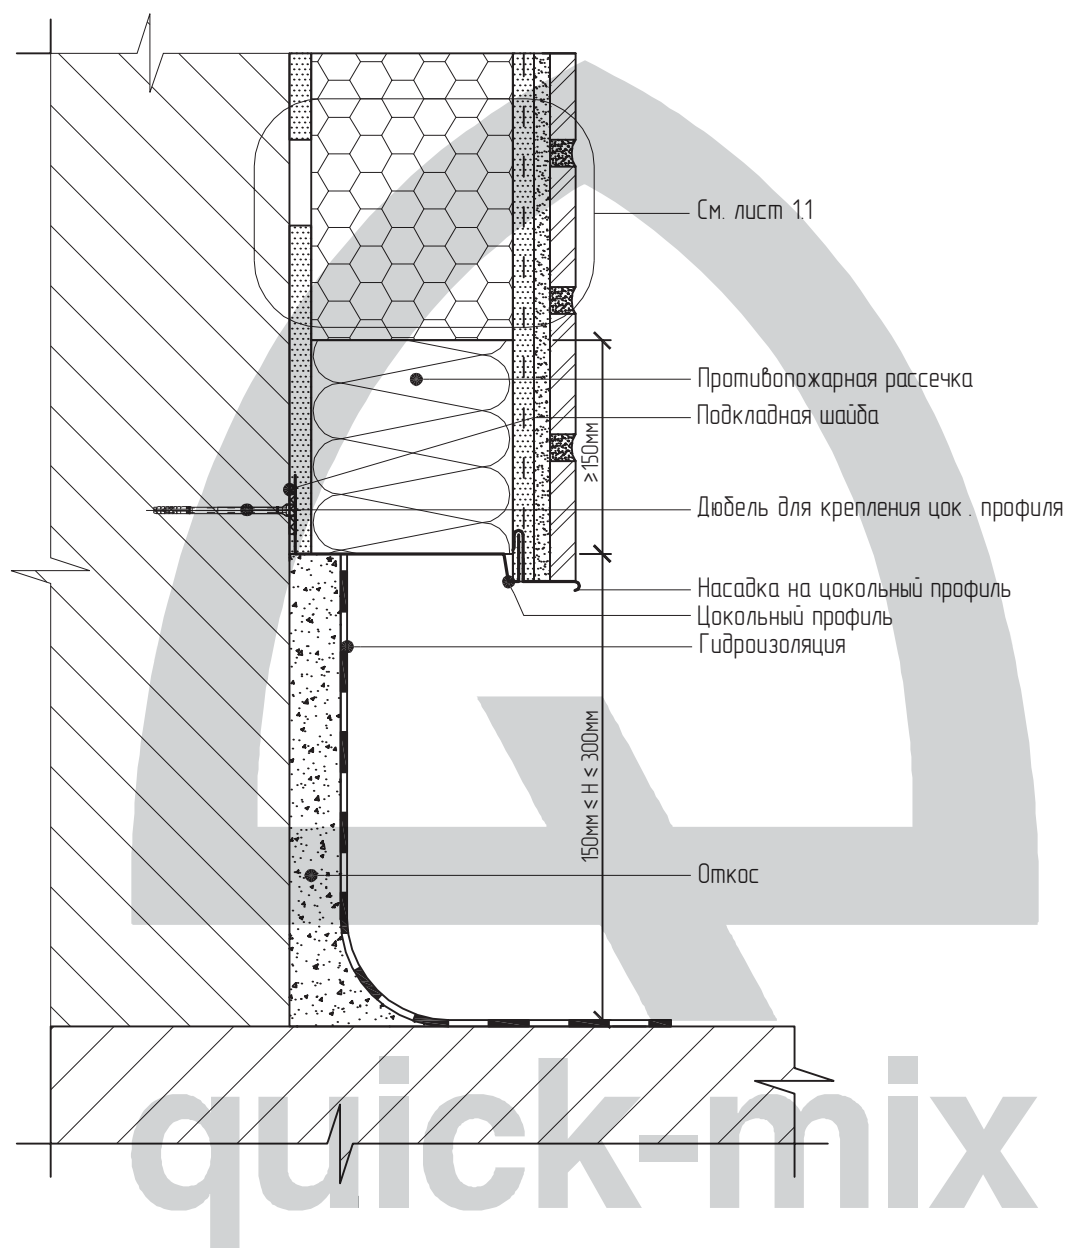 См. лист 1.1
Противопожарная рассечка
Подкладная шайба
≥150мм
Дюбель для крепления цок. профиля
Насадка на цокольный профиль
Цокольный профиль
Гидроизоляция
150мм ≤ H ≤ 300мм
Откос
quick-mix